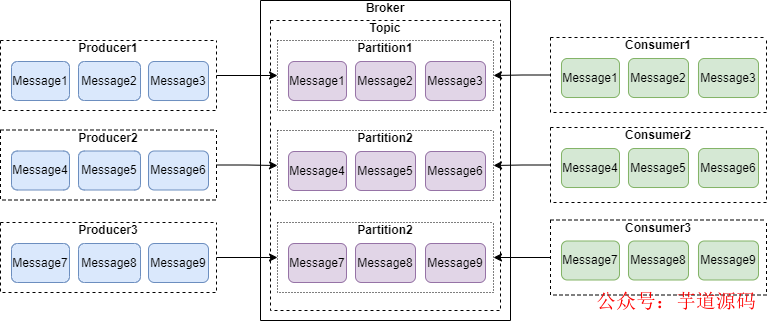 Broker
Topic
Producer1
Message1 Message2 Message3
Partition1
Message1 Message2 Message3
Consumer1
Message1 Message2 Message3
Producer2
Message4 Message5 Message6
Partition2
Message4 Message5 Message6
Consumer2
Message4 Message5 Message6
Producer3
Message7 Message8 Message9
Partition2
Message7 Message8 Message9
Consumer3
Message7 Message8 Message9
公众号：芋道源码